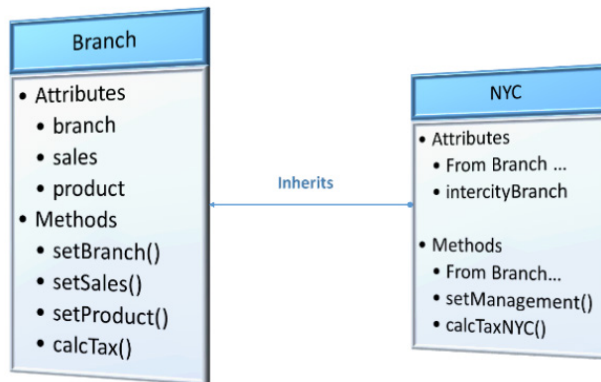 Branch
• Attributes
• branch
• sales
• product
• Methods
• setBranch()
• setSales()
• setProduct()
• calcTax()
Inherits
NYC
• Attributes
• From Branch ...
• intercityBranch
• Methods
• From Branch...
• setManagement()
• calcTaxNYC()